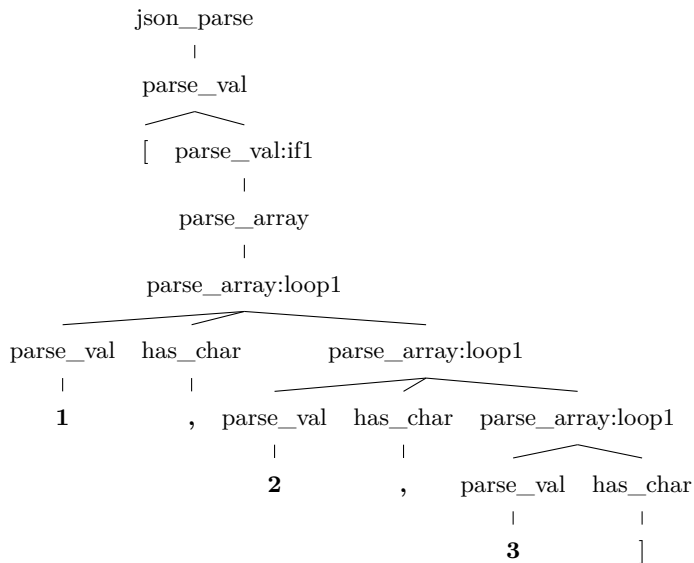 json_parse
parse_val
[ parse_val:if1
parse_array
parse_array:loop1
parse_val has_char parse_array:loop1
1 , parse_val has_char parse_array:loop1
2 , parse_val has_char
3 ]